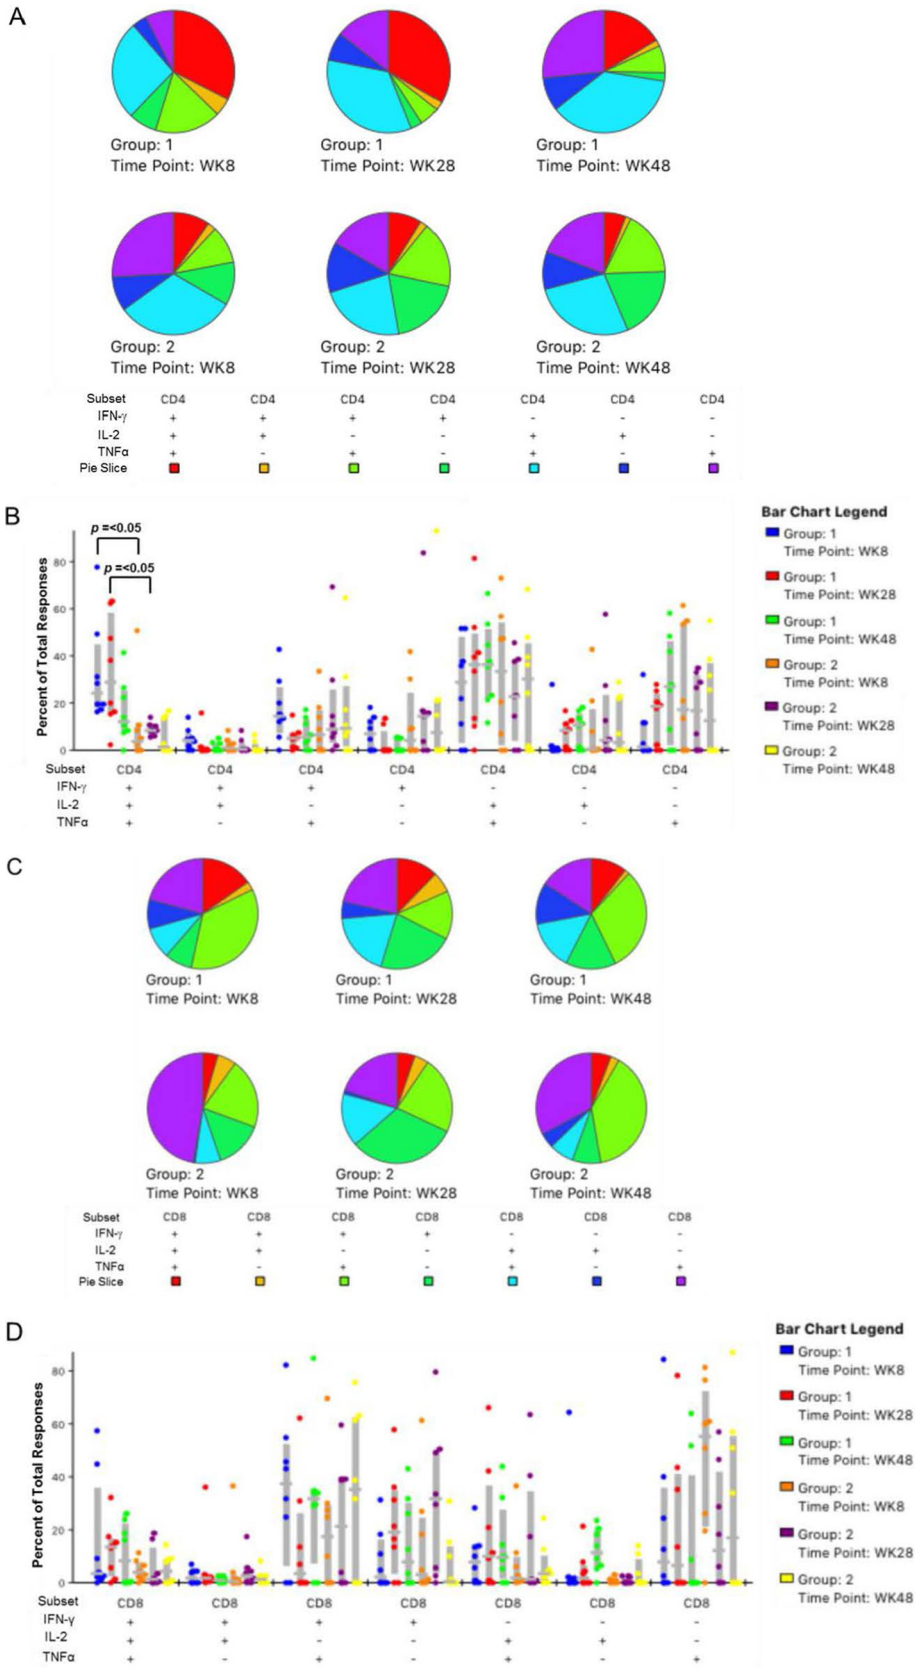 A
Group: 1 Group: 1 Group: 1
Time Point: WK8 Time Point: WK28 Time Point: WK48
Group: 2 Group: 2 Group: 2
Time Point: WK8 Time Point: WK28 Time Point: WK48
Subset CD4 CD4 CD4 CD4 CD4 CD4 CD4
IFN-γ + + + + - - -
IL-2 + + - - + + -
TNFα + - + - + - +
Pie Slice
B
Bar Chart Legend
Group: 1
Time Point: WK8
Group: 1
Time Point: WK28
Group: 1
Time Point: WK48
Group: 2
Time Point: WK8
Group: 2
Time Point: WK28
Group: 2
Time Point: WK48
p =<0.05
p =<0.05
Percent of Total Responses
80
60
40
20
0
Subset CD4 CD4 CD4 CD4 CD4 CD4 CD4
IFN-γ + + + + - - -
IL-2 + + - - + + -
TNFα + - + - + - +
C
Group: 1 Group: 1 Group: 1
Time Point: WK8 Time Point: WK28 Time Point: WK48
Group: 2 Group: 2 Group: 2
Time Point: WK8 Time Point: WK28 Time Point: WK48
Subset CD8 CD8 CD8 CD8 CD8 CD8 CD8
IFN-γ + + + + - - -
IL-2 + + - - + + -
TNFα + - + - + - +
Pie Slice
D
Bar Chart Legend
Group: 1
Time Point: WK8
Group: 1
Time Point: WK28
Group: 1
Time Point: WK48
Group: 2
Time Point: WK8
Group: 2
Time Point: WK28
Group: 2
Time Point: WK48
Percent of Total Responses
80
60
40
20
0
Subset CD8 CD8 CD8 CD8 CD8 CD8 CD8
IFN-γ + + + + - - -
IL-2 + + - - + + -
TNFα + - + - + - +